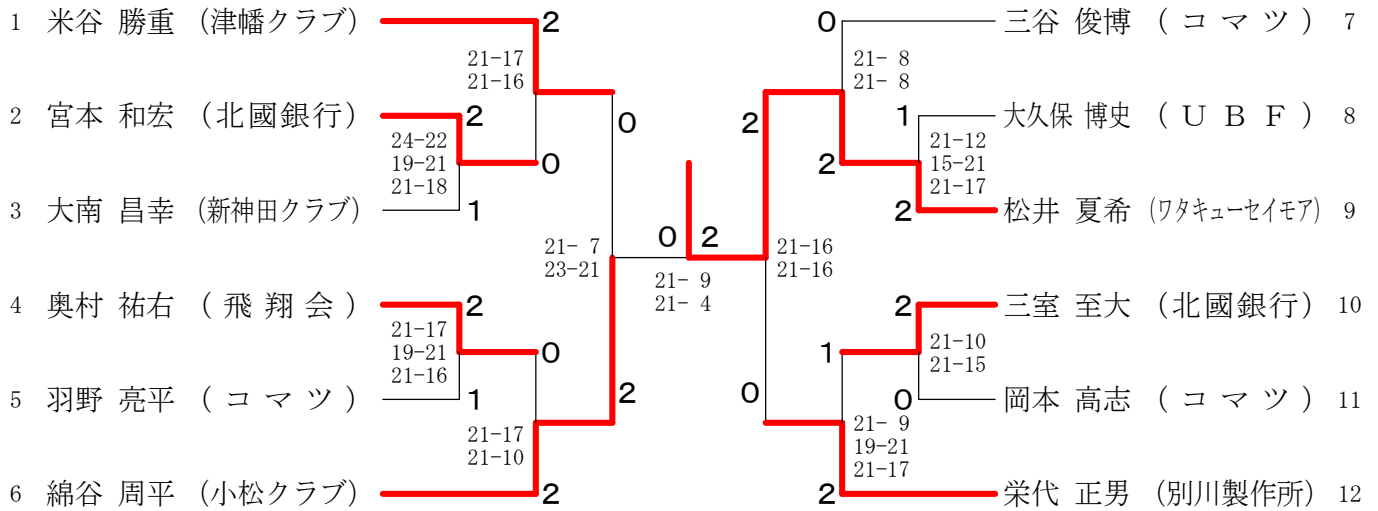 1 米谷 勝重 (津幡クラブ) 2
21-17
21-16
2 宮本 和宏 (北國銀行) 2
24-22
19-21
21-18
0
3 大南 昌幸 (新神田クラブ) 1
0
21- 7
23-21
4 奥村 祐右 (飛翔会) 2
21-17
19-21
21-16
0
5 羽野 亮平 (コマツ) 1
21-17
21-10
2
6 綿谷 周平 (小松クラブ) 2
0 2
21- 9
21- 4
0 三谷 俊博 (コマツ) 7
21- 8
21- 8
2
1 大久保 博史 (UBF) 8
21-12
15-21
21-17
2
2 松井 夏希 (ワタキューセイモア) 9
21-16
21-16
2 三室 至大 (北國銀行) 10
21-10
21-15
1
0 岡本 高志 (コマツ) 11
0
21- 9
19-21
21-17
2 栄代 正男 (別川製作所) 12